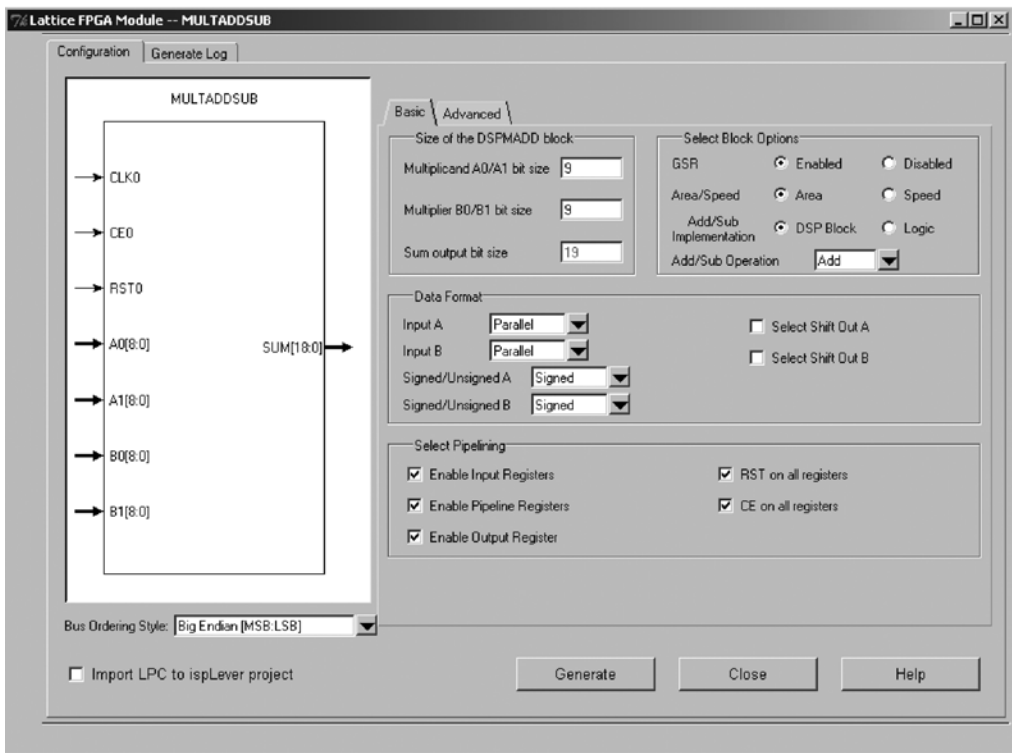 Lattice FPGA Module -- MULTADDSUB
Configuration
Generate Log
MULTADDSUB
CLK0
CE0
RST0
A0[8:0]
SUM[18:0]
A1[8:0]
B0[8:0]
B1[8:0]
Bus Ordering Style: Big Endian [MSB:LSB]
Basic
Advanced
Size of the DSPMADD block
Multiplicand A0/A1 bit size 9
Multiplier B0/B1 bit size 9
Sum output bit size 19
Select Block Options
GSR Enabled Disabled
Area/Speed Area Speed
Add/Sub
Implementation DSP Block Logic
Add/Sub Operation Add
Data Format
Input A Parallel
Input B Parallel
Signed/Unsigned A Signed
Signed/Unsigned B Signed
Select Shift Out A
Select Shift Out B
Select Pipelining
Enable Input Registers
Enable Pipeline Registers
Enable Output Register
RST on all registers
CE on all registers
Import LPC to ispLever project
Generate
Close
Help